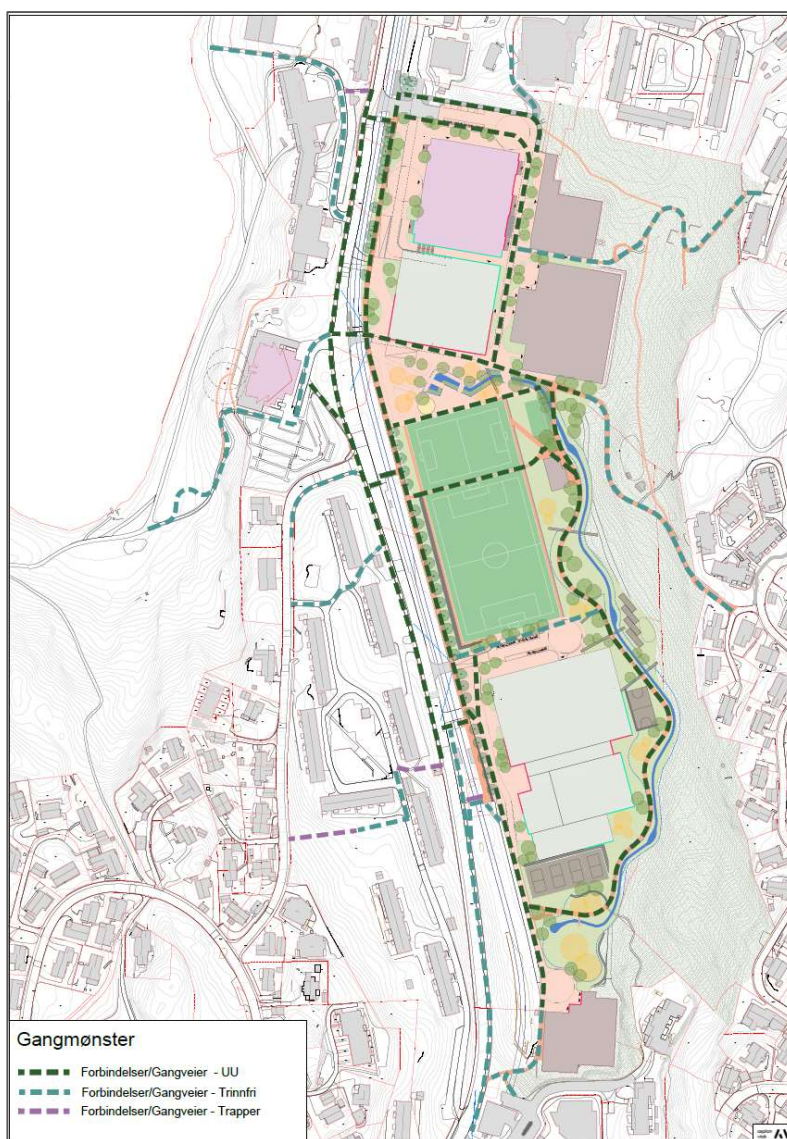 Gangmønster
Forbindelser/Gangveier - UU
Forbindelser/Gangveier - Trinnfri
Forbindelser/Gangveier - Trapper